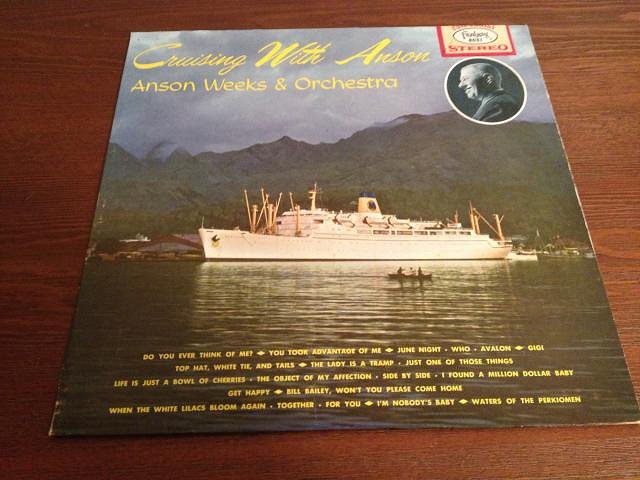 Cruising With Anson
Anson Weeks & Orchestra
Fantasy
STEREO
DO YOU EVER THINK OF ME? YOU TOOK ADVANTAGE OF ME JUNE NIGHT · WHO · AVALON GIGI
TOP HAT, WHITE TIE, AND TAILS THE LADY IS A TRAMP · JUST ONE OF THOSE THINGS
LIFE IS JUST A BOWL OF CHERRIES · THE OBJECT OF MY AFFECTION · SIDE BY SIDE · I FOUND A MILLION DOLLAR BABY
GET HAPPY BILL BAILEY, WON'T YOU PLEASE COME HOME
WHEN THE WHITE LILACS BLOOM AGAIN · TOGETHER · FOR YOU I'M NOBODY'S BABY WATERS OF THE PERKIOMEN